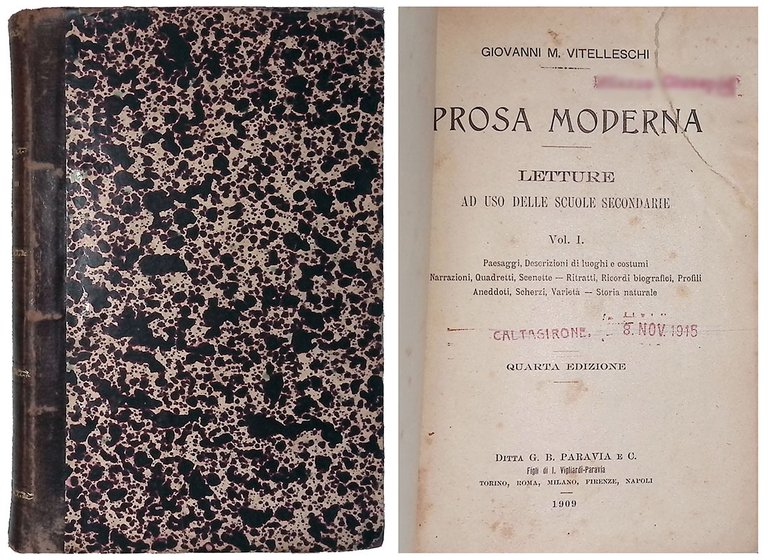 GIOVANNI M. VITELLESCHI
PROSA MODERNA
LETTURE
AD USO DELLE SCUOLE SECONDARIE
Vol. I.
Paesaggi, Descrizioni di luoghi e costumi
Narrazioni, Quadretti, Scenette — Ritratti, Ricordi biografici, Profili
Aneddoti, Scherzi, Varietà — Storia naturale
CALTAGIRONE, 8. NOV. 1915
QUARTA EDIZIONE
DITTA G. B. PARAVIA E C.
Figli di I. Vigliardi-Paravia
TORINO, ROMA, MILANO, FIRENZE, NAPOLI
1909